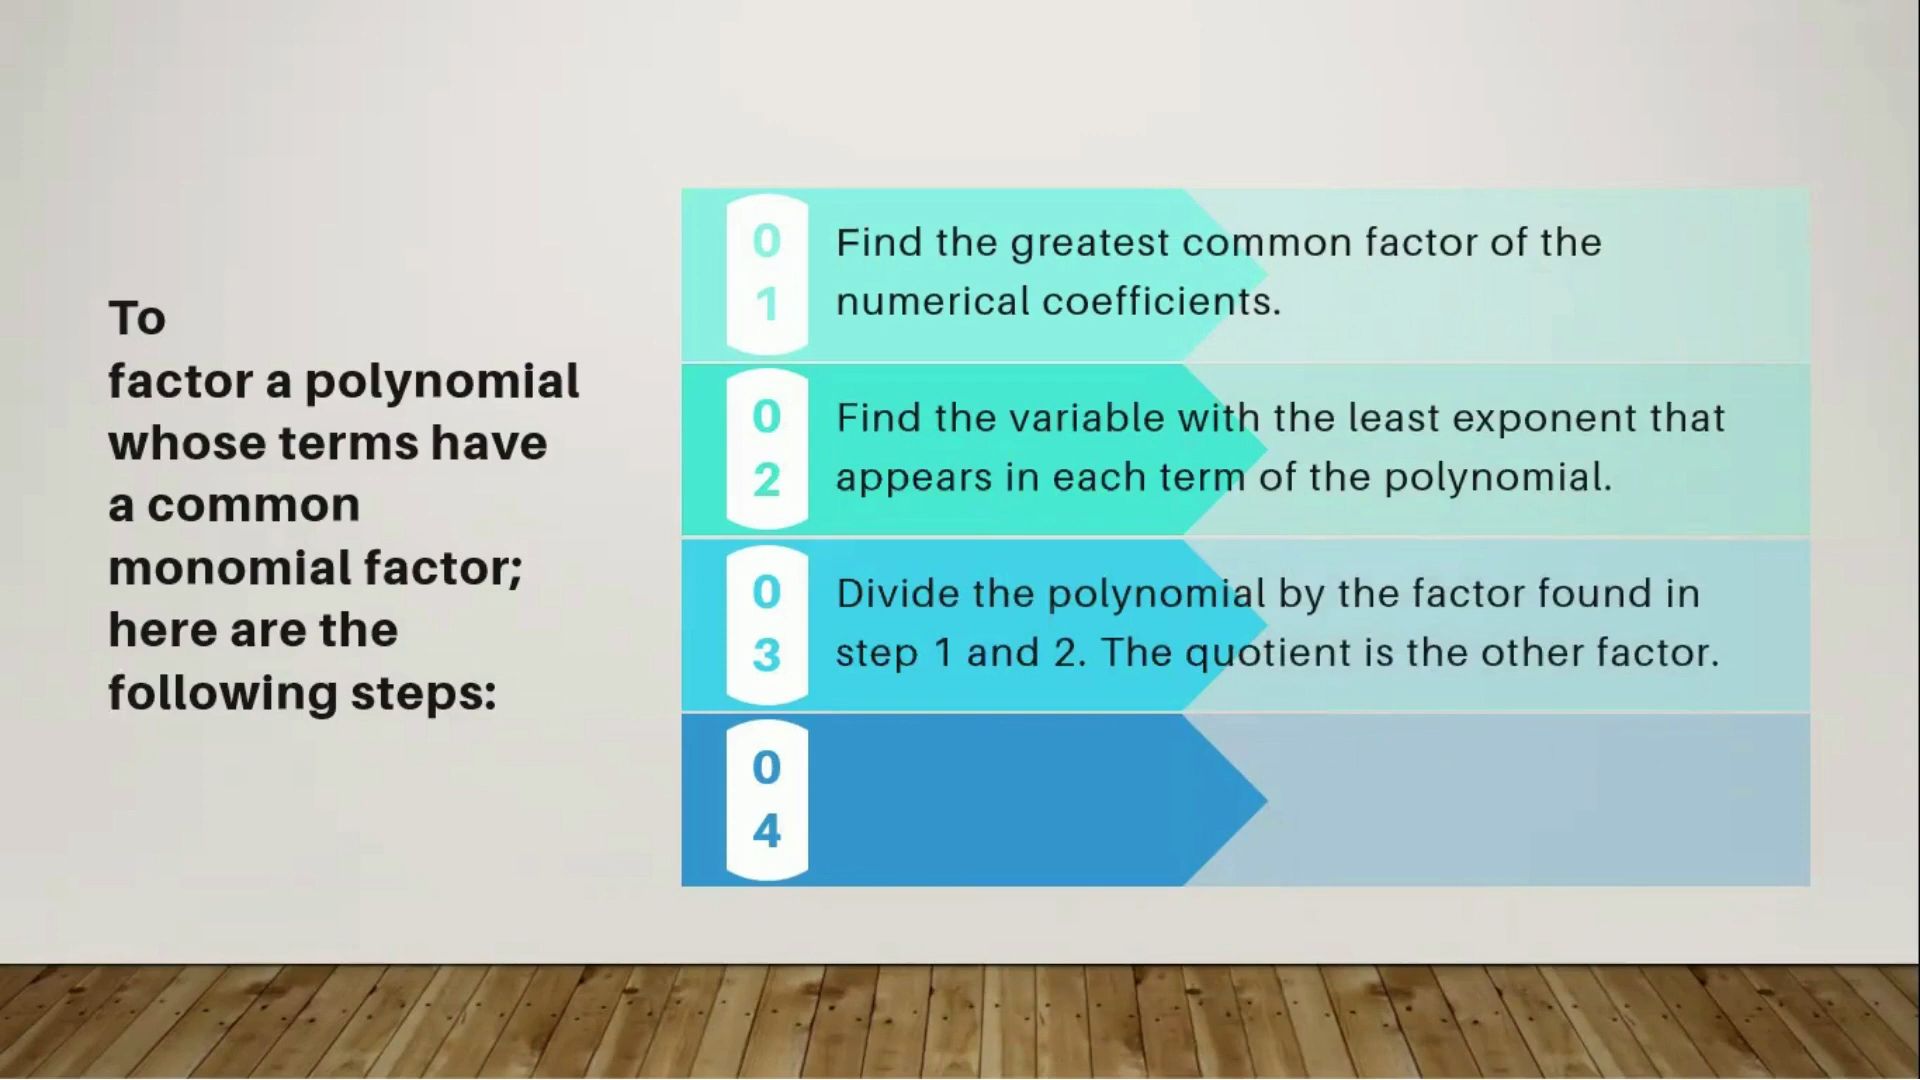 To
factor a polynomial
whose terms have
a common
monomial factor;
here are the
following steps:
0
1
Find the greatest common factor of the
numerical coefficients.
0
2
Find the variable with the least exponent that
appears in each term of the polynomial.
0
3
Divide the polynomial by the factor found in
step 1 and 2. The quotient is the other factor.
0
4